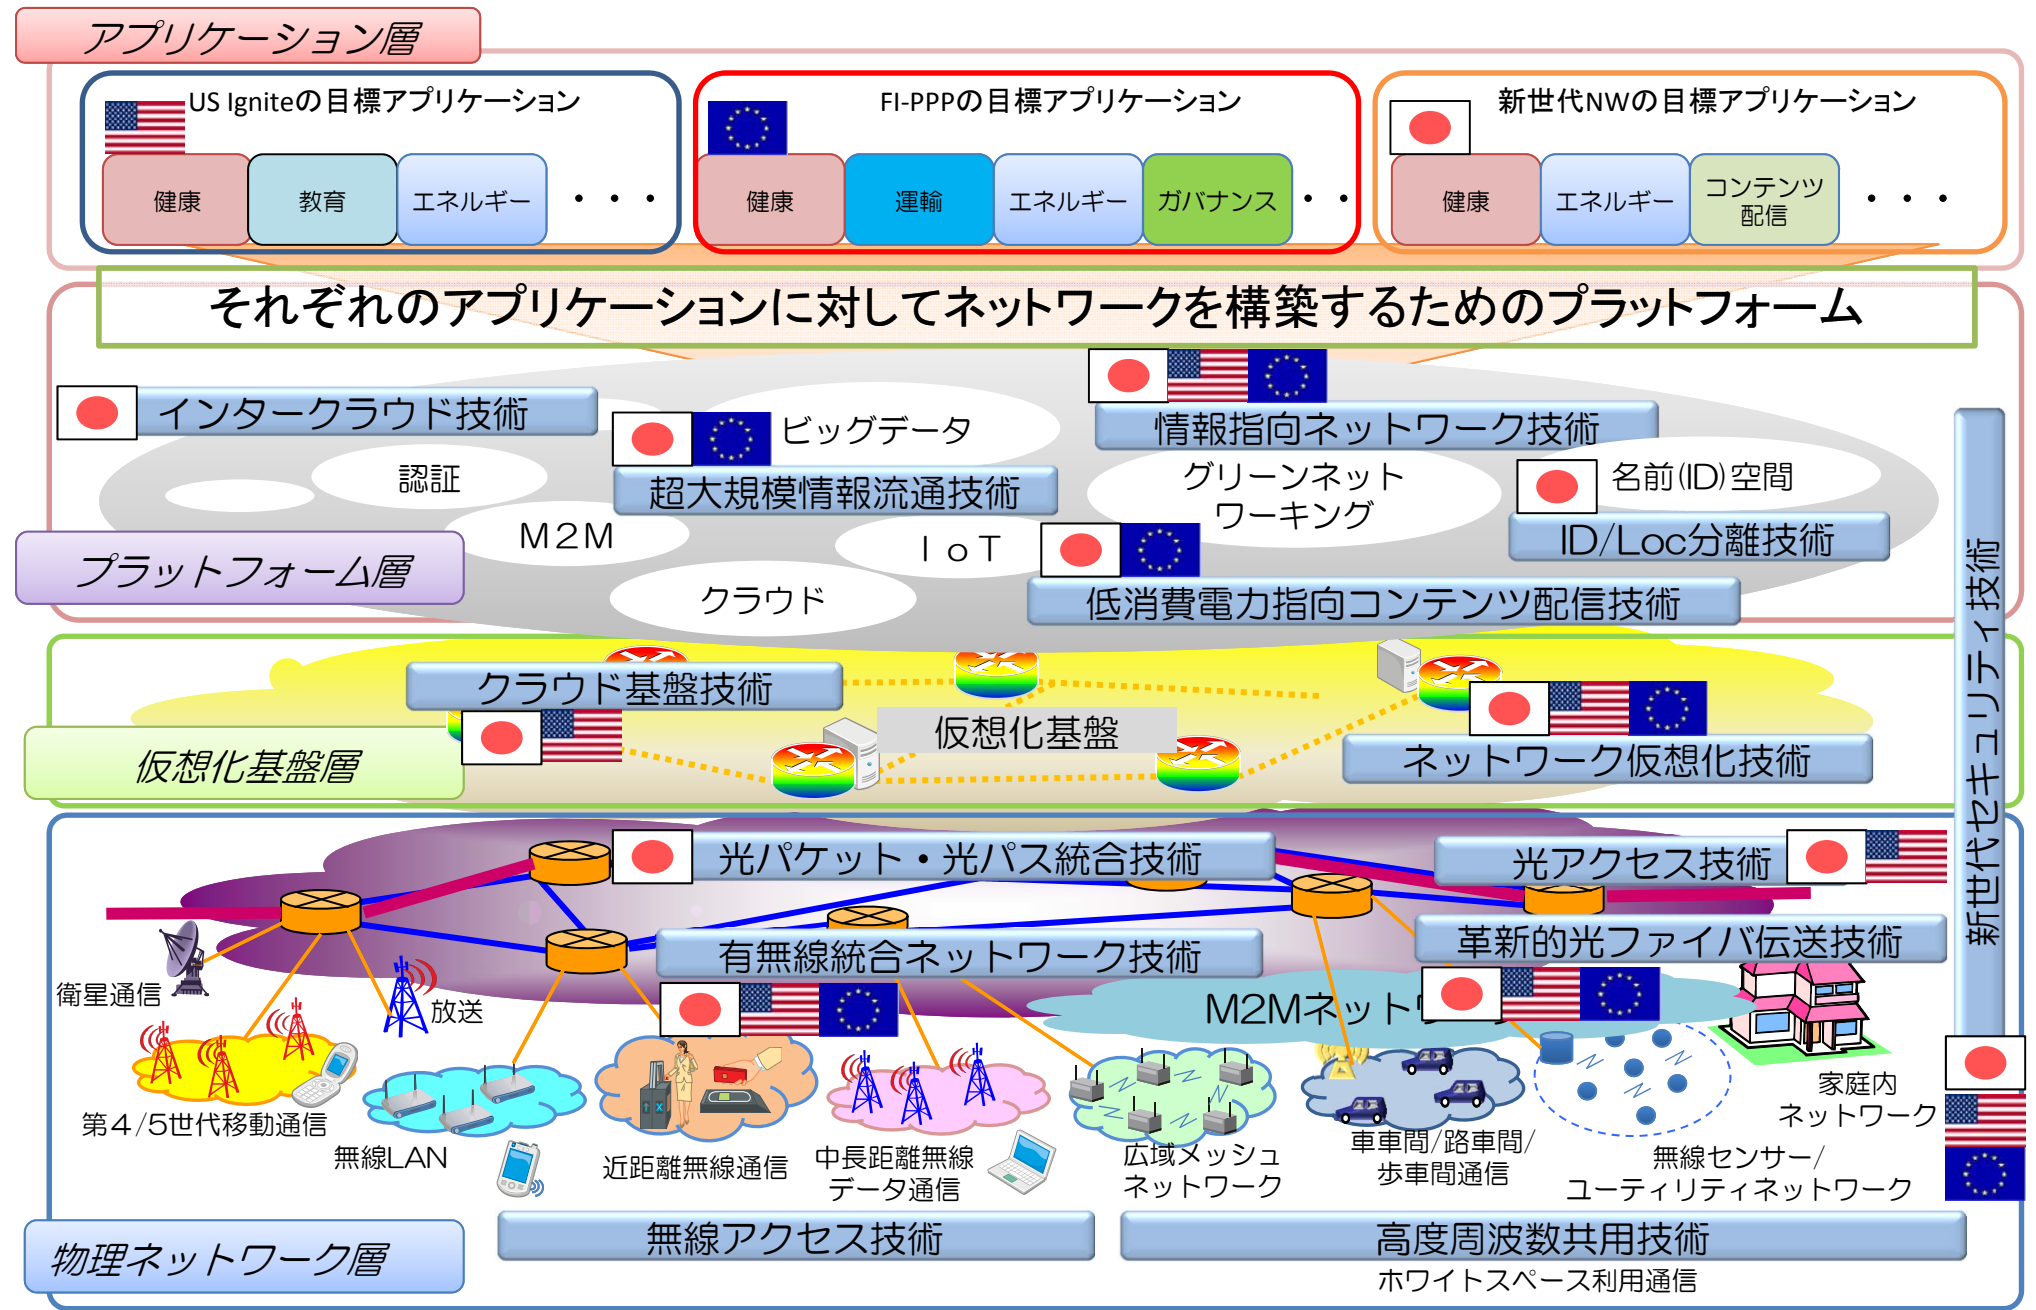 アプリケーション層
US Igniteの目標アプリケーション
健康
教育
エネルギー
・・・
FI-PPPの目標アプリケーション
健康
運輸
エネルギー
ガバナンス
・・
新世代NWの目標アプリケーション
健康
エネルギー
コンテンツ
配信
・・・
それぞれのアプリケーションに対してネットワークを構築するためのプラットフォーム
インタークラウド技術
ビッグデータ
情報指向ネットワーク技術
認証
超大規模情報流通技術
グリーンネット
ワーキング
名前(ID)空間
M2M
IoT
ID/Loc分離技術
プラットフォーム層
クラウド
低消費電力指向コンテンツ配信技術
新世代セキュリティ技術
クラウド基盤技術
仮想化基盤
仮想化基盤層
ネットワーク仮想化技術
光パケット・光パス統合技術
光アクセス技術
有無線統合ネットワーク技術
革新的光ファイバ伝送技術
衛星通信
放送
M2Mネットワ
第4/5世代移動通信
無線LAN
近距離無線通信
中長距離無線
データ通信
広域メッシュ
ネットワーク
車車間/路車間/
歩車間通信
無線センサー/
ユーティリティネットワーク
家庭内
ネットワーク
無線アクセス技術
高度周波数共用技術
ホワイトスペース利用通信
物理ネットワーク層